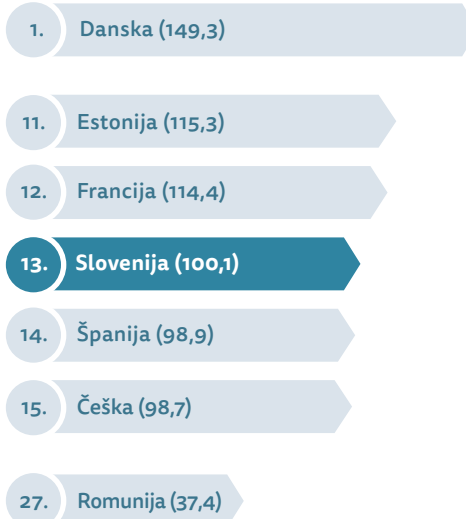 1. Danska (149,3)
11. Estonija (115,3)
12. Francija (114,4)
13. Slovenija (100,1)
14. Španija (98,9)
15. Češka (98,7)
27. Romunija (37,4)